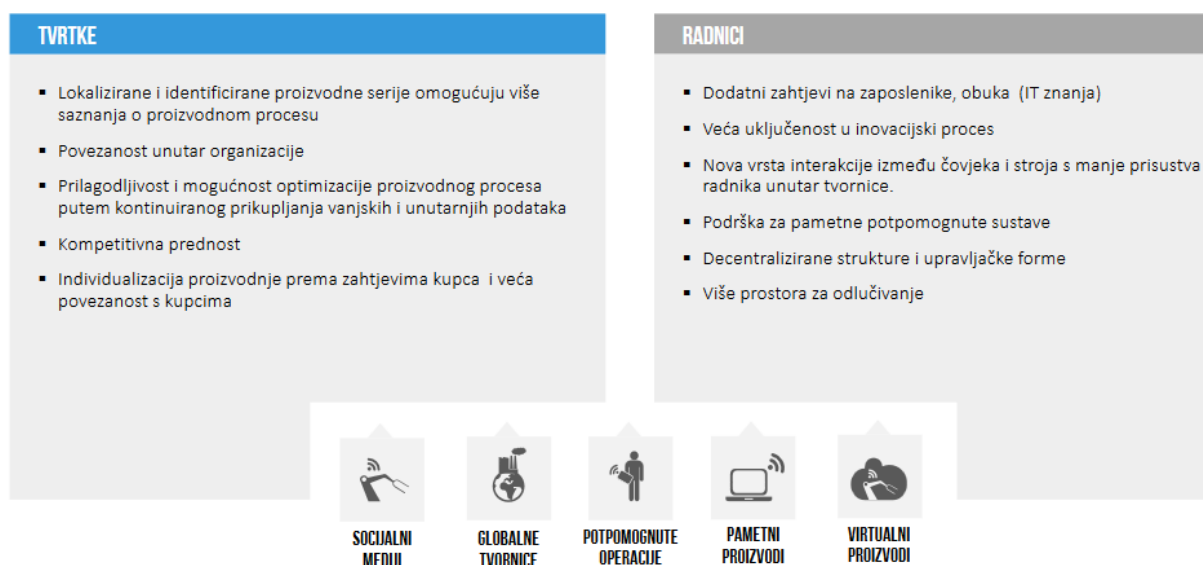 TVRTKE
▪ Lokalizirane i identificirane proizvodne serije omogućuju više
saznanja o proizvodnom procesu
▪ Povezanost unutar organizacije
▪ Prilagodljivost i mogućnost optimizacije proizvodnog procesa
putem kontinuiranog prikupljanja vanjskih i unutarnjih podataka
▪ Kompetitivna prednost
▪ Individualizacija proizvodnje prema zahtjevima kupca i veća
povezanost s kupcima
RADNICI
▪ Dodatni zahtjevi na zaposlenike, obuka (IT znanja)
▪ Veća uključenost u inovacijski proces
▪ Nova vrsta interakcije između čovjeka i stroja s manje prisustva
radnika unutar tvornice.
▪ Podrška za pametne potpomognute sustave
▪ Decentralizirane strukture i upravljačke forme
▪ Više prostora za odlučivanje
SOCIJALNI
MEDIJI
GLOBALNE
TVORNICE
POTPOMOGNUTE
OPERACIJE
PAMETNI
PROIZVODI
VIRTUALNI
PROIZVODI